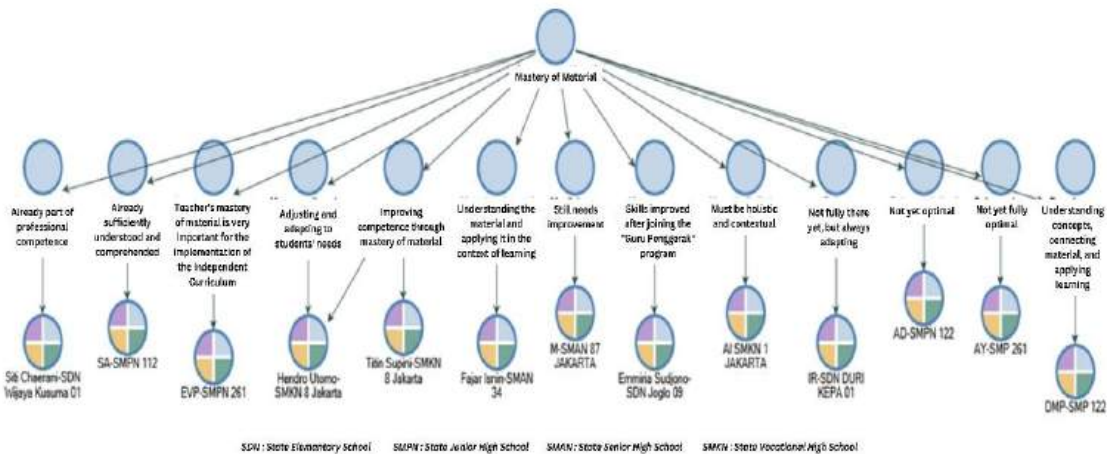 Mastery of Material
Already part of
professional
competence
Already
sufficiently
understood and
comprehended
Teacher's mastery
of material is very
important for the
implementation of
the Independent
Curriculum
Adjusting and
adapting to
students' needs
Improving
competence through
mastery of material
Understanding the
material and
applying it in the
context of learning
Still needs
improvement
Skills improved
after joining the
"Guru Penggerak"
program
Must be holistic
and contextual
Not fully there
yet, but always
adapting
Not yet optimal
Not yet fully
optimal
Understanding
concepts,
connecting
material, and
applying
learning
Siti Chaerani-SDN
Wijaya Kusuma 01
SA-SMPN 112
EVP-SMPN 261
Hendro Utomo-
SMKN 8 Jakarta
Titin Supini-SMKN
8 Jakarta
Fajar Isnin-SMAN
34
M-SMAN 87
JAKARTA
Emmiria Sudjono-
SDN Joglo 09
AI SMKN 1
JAKARTA
IR-SDN DURI
KEPA 01
AD-SMPN 122
AY-SMP 261
DMP-SMP 122
SDN : State Elementary School SMPN : State Junior High School SMAN : State Senior High School SMKN : State Vocational High School